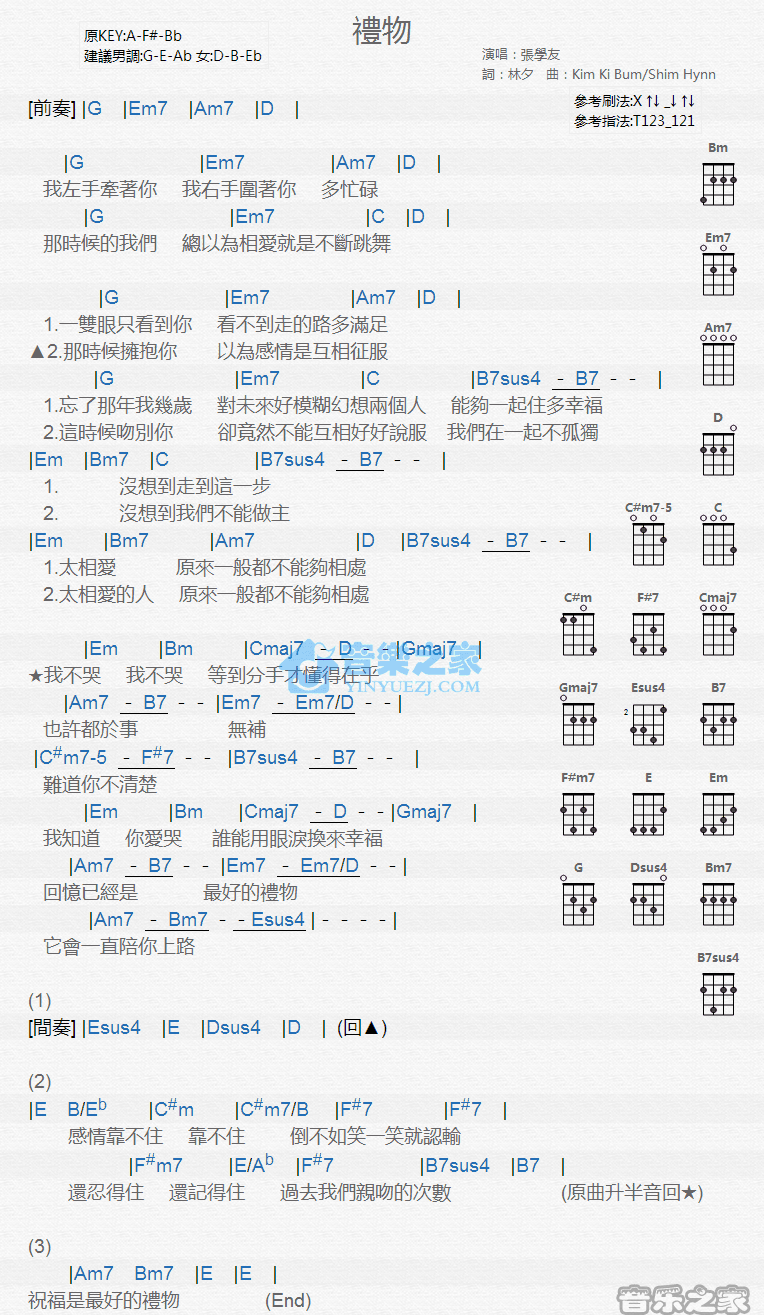 禮物
原KEY:A-F#-Bb
建議男調:G-E-Ab 女:D-B-Eb
演唱：張學友
詞：林夕 曲：Kim Ki Bum/Shim Hynn
參考刷法:X ↑↓ _↓ ↑↓
參考指法:T123_121
[前奏] |G |Em7 |Am7 |D |
|G |Em7 |Am7 |D |
我左手牽著你 我右手圍著你 多忙碌
|G |Em7 |C |D |
那時候的我們 總以為相愛就是不斷跳舞
|G |Em7 |Am7 |D |
1.一雙眼只看到你 看不到走的路多滿足
▲2.那時候擁抱你 以為感情是互相征服
|G |Em7 |C |B7sus4 - B7 - - |
1.忘了那年我幾歲 對未來好模糊幻想兩個人 能夠一起住多幸福
2.這時候吻別你 卻竟然不能互相好好說服 我們在一起不孤獨
|Em |Bm7 |C |B7sus4 - B7 - - |
1. 沒想到走到這一步
2. 沒想到我們不能做主
|Em |Bm7 |Am7 |D |B7sus4 - B7 - - |
1.太相愛 原來一般都不能夠相處
2.太相愛的人 原來一般都不能夠相處
|Em |Bm |Cmaj7 - D - - |Gmaj7 |
★我不哭 我不哭 等到分手才懂得在乎
|Am7 - B7 - - |Em7 - Em7/D - - |
也許都於事 無補
|C#m7-5 - F#7 - - |B7sus4 - B7 - - |
難道你不清楚
|Em |Bm |Cmaj7 - D - - |Gmaj7 |
我知道 你愛哭 誰能用眼淚換來幸福
|Am7 - B7 - - |Em7 - Em7/D - - |
回憶已經是 最好的禮物
|Am7 - Bm7 - - Esus4 | - - - - |
它會一直陪你上路
(1)
[間奏] |Esus4 |E |Dsus4 |D | (回▲)
(2)
|E B/Eb |C#m |C#m7/B |F#7 |F#7 |
感情靠不住 靠不住 倒不如笑一笑就認輸
|F#m7 |E/Ab |F#7 |B7sus4 |B7 |
還忍得住 還記得住 過去我們親吻的次數 (原曲升半音回★)
(3)
|Am7 Bm7 |E |E |
祝福是最好的禮物 (End)
Bm
Em7
Am7
D
C#m7-5 C
C#m F#7 Cmaj7
Gmaj7 Esus4 B7
2
F#m7 E Em
G Dsus4 Bm7
B7sus4
音樂之家
YINYUEZJ.COM
音乐之家